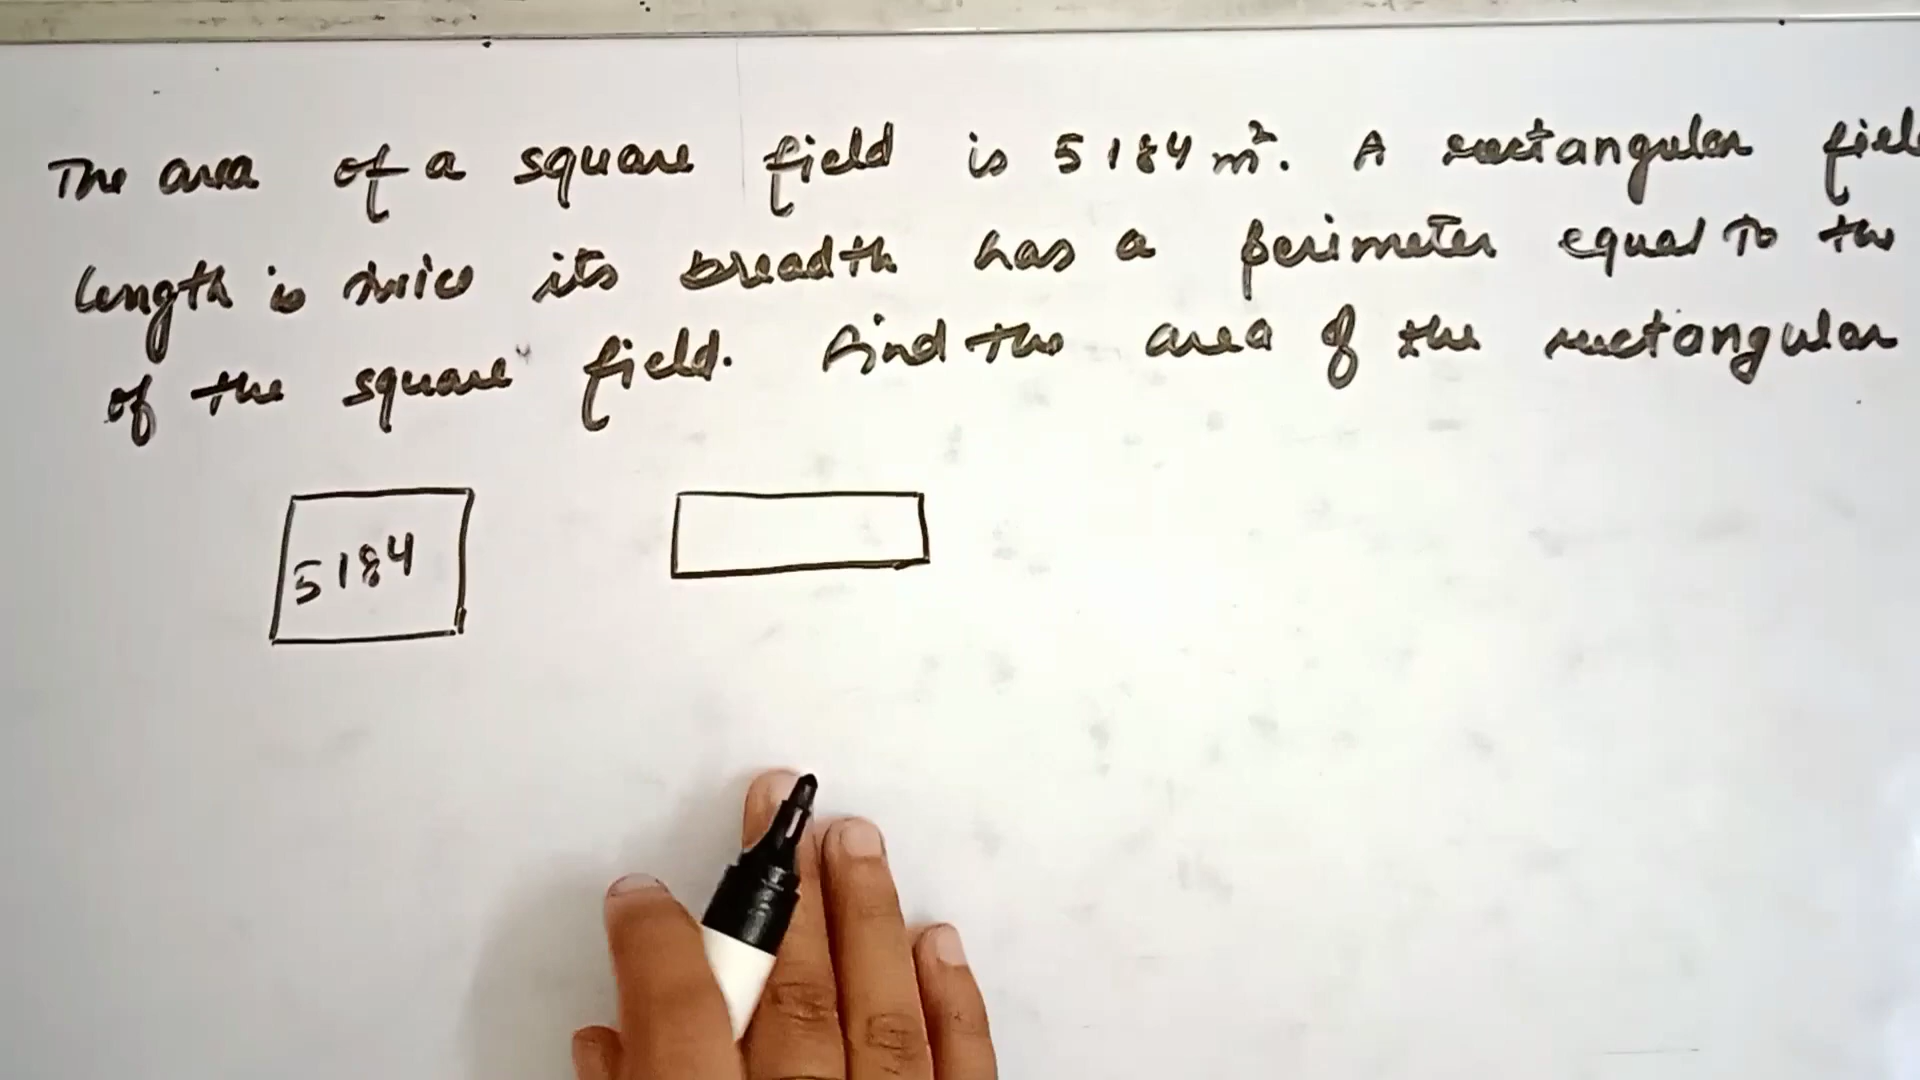 The area of a square field is 5184 m². A rectangular fiel
length is twice its breadth has a perimeter equal to the
of the square field. Find the area of the rectangular
5184